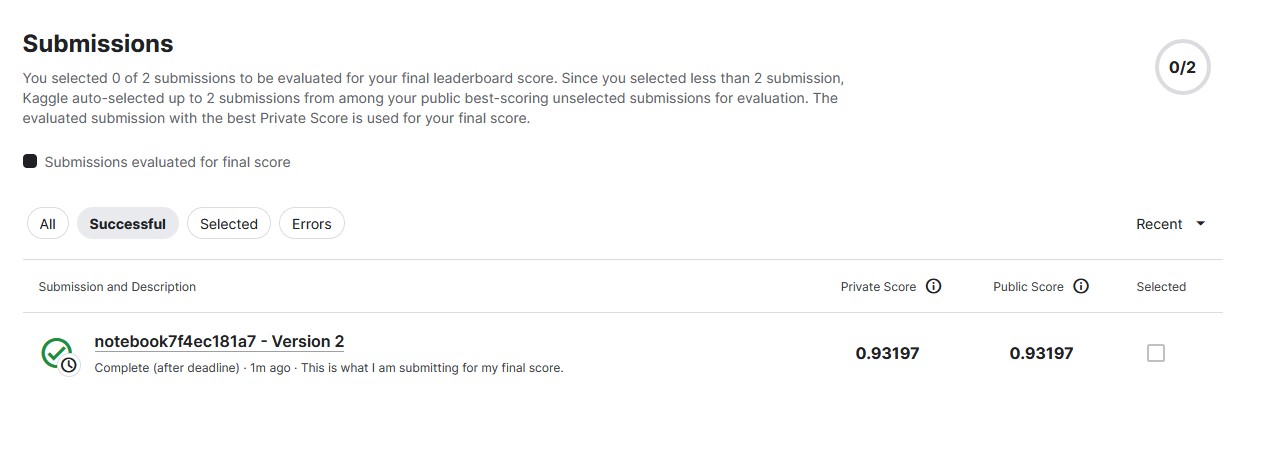 Submissions
0/2
You selected 0 of 2 submissions to be evaluated for your final leaderboard score. Since you selected less than 2 submission,
Kaggle auto-selected up to 2 submissions from among your public best-scoring unselected submissions for evaluation. The
evaluated submission with the best Private Score is used for your final score.
Submissions evaluated for final score
All Successful Selected Errors Recent
Submission and Description Private Score Public Score Selected
notebook7f4ec181a7 - Version 2
0.93197 0.93197
Complete (after deadline) · 1m ago · This is what I am submitting for my final score.